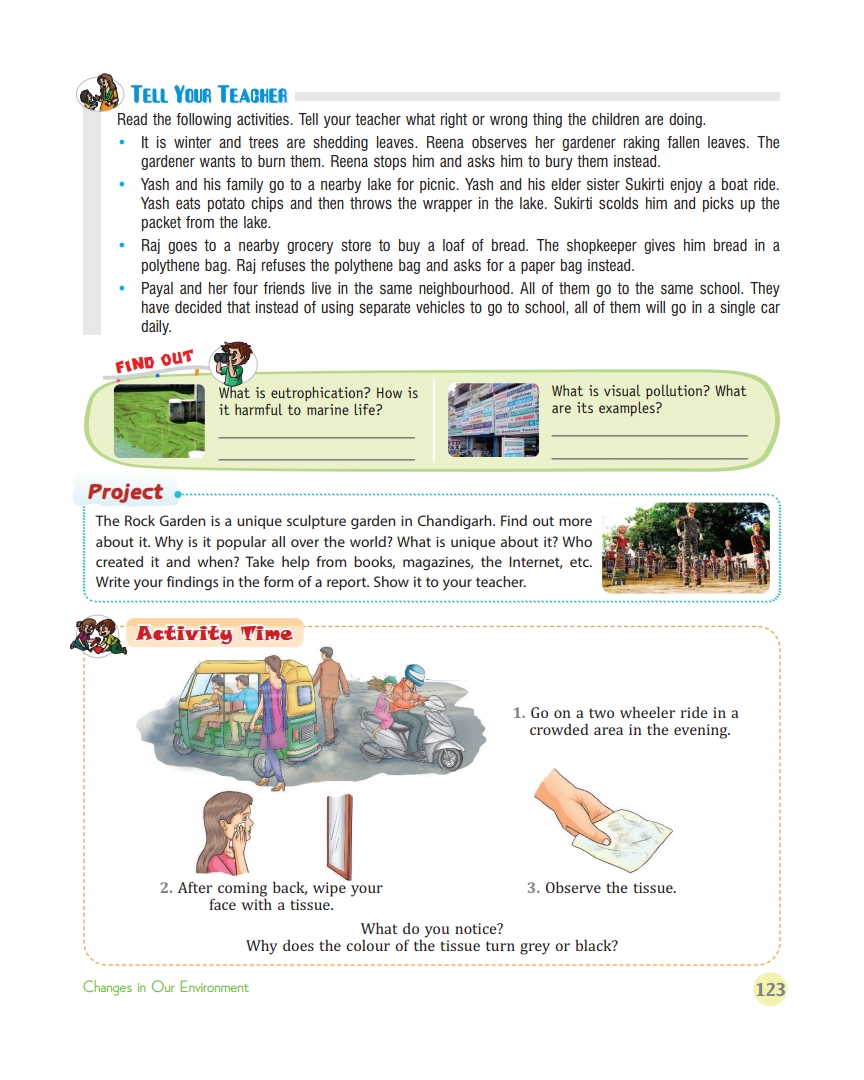 TELL YOUR TEACHER
Read the following activities. Tell your teacher what right or wrong thing the children are doing.
• It is winter and trees are shedding leaves. Reena observes her gardener raking fallen leaves. The
gardener wants to burn them. Reena stops him and asks him to bury them instead.
• Yash and his family go to a nearby lake for picnic. Yash and his elder sister Sukirti enjoy a boat ride.
Yash eats potato chips and then throws the wrapper in the lake. Sukirti scolds him and picks up the
packet from the lake.
• Raj goes to a nearby grocery store to buy a loaf of bread. The shopkeeper gives him bread in a
polythene bag. Raj refuses the polythene bag and asks for a paper bag instead.
• Payal and her four friends live in the same neighbourhood. All of them go to the same school. They
have decided that instead of using separate vehicles to go to school, all of them will go in a single car
daily.
FIND OUT
What is eutrophication? How is
it harmful to marine life?
What is visual pollution? What
are its examples?
Project
The Rock Garden is a unique sculpture garden in Chandigarh. Find out more
about it. Why is it popular all over the world? What is unique about it? Who
created it and when? Take help from books, magazines, the Internet, etc.
Write your findings in the form of a report. Show it to your teacher.
Activity Time
1. Go on a two wheeler ride in a
crowded area in the evening.
2. After coming back, wipe your
face with a tissue.
3. Observe the tissue.
What do you notice?
Why does the colour of the tissue turn grey or black?
Changes in Our Environment
123